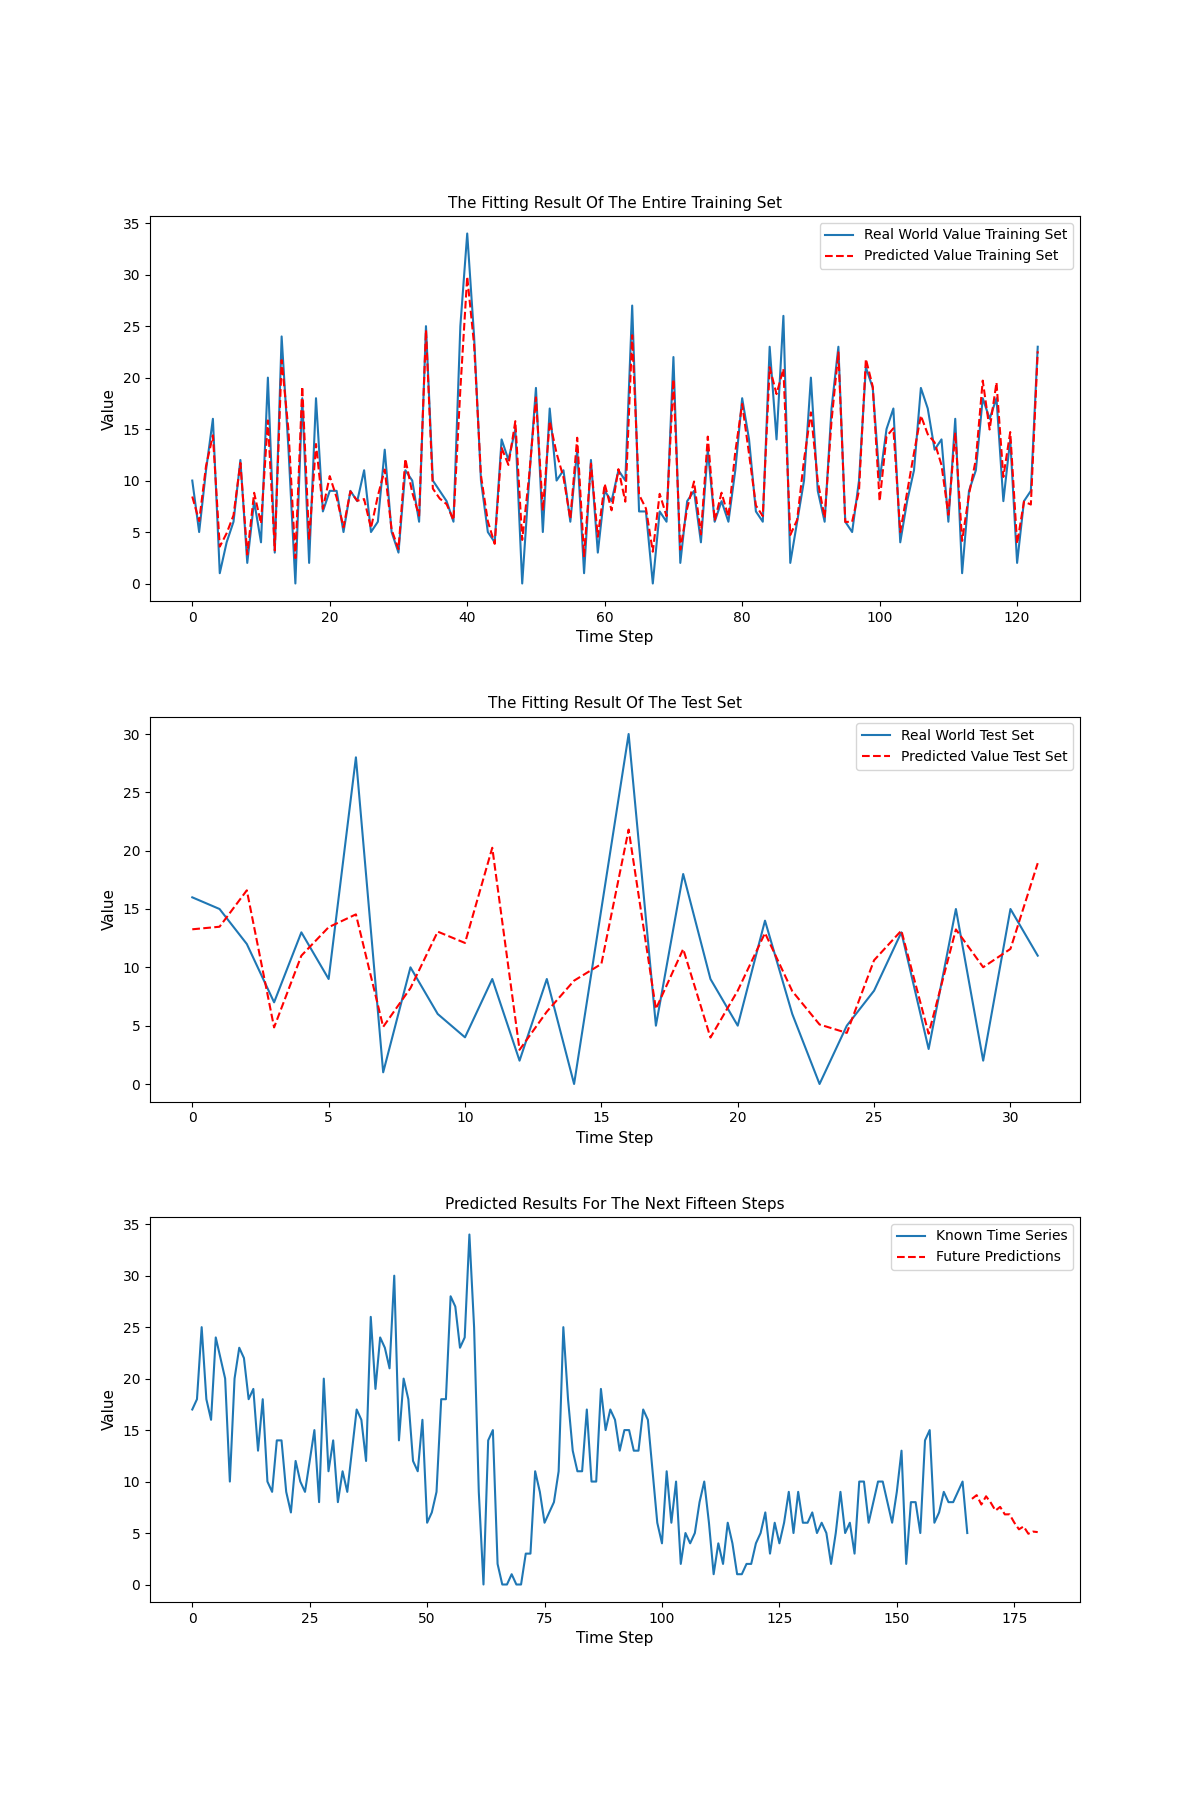 The Fitting Result Of The Entire Training Set
35
30
25
20
15
10
5
0
Value
Real World Value Training Set
Predicted Value Training Set
0 20 40 60 80 100 120
Time Step
The Fitting Result Of The Test Set
30
25
20
15
10
5
0
Value
Real World Test Set
Predicted Value Test Set
0 5 10 15 20 25 30
Time Step
Predicted Results For The Next Fifteen Steps
35
30
25
20
15
10
5
0
Value
Known Time Series
Future Predictions
0 25 50 75 100 125 150 175
Time Step